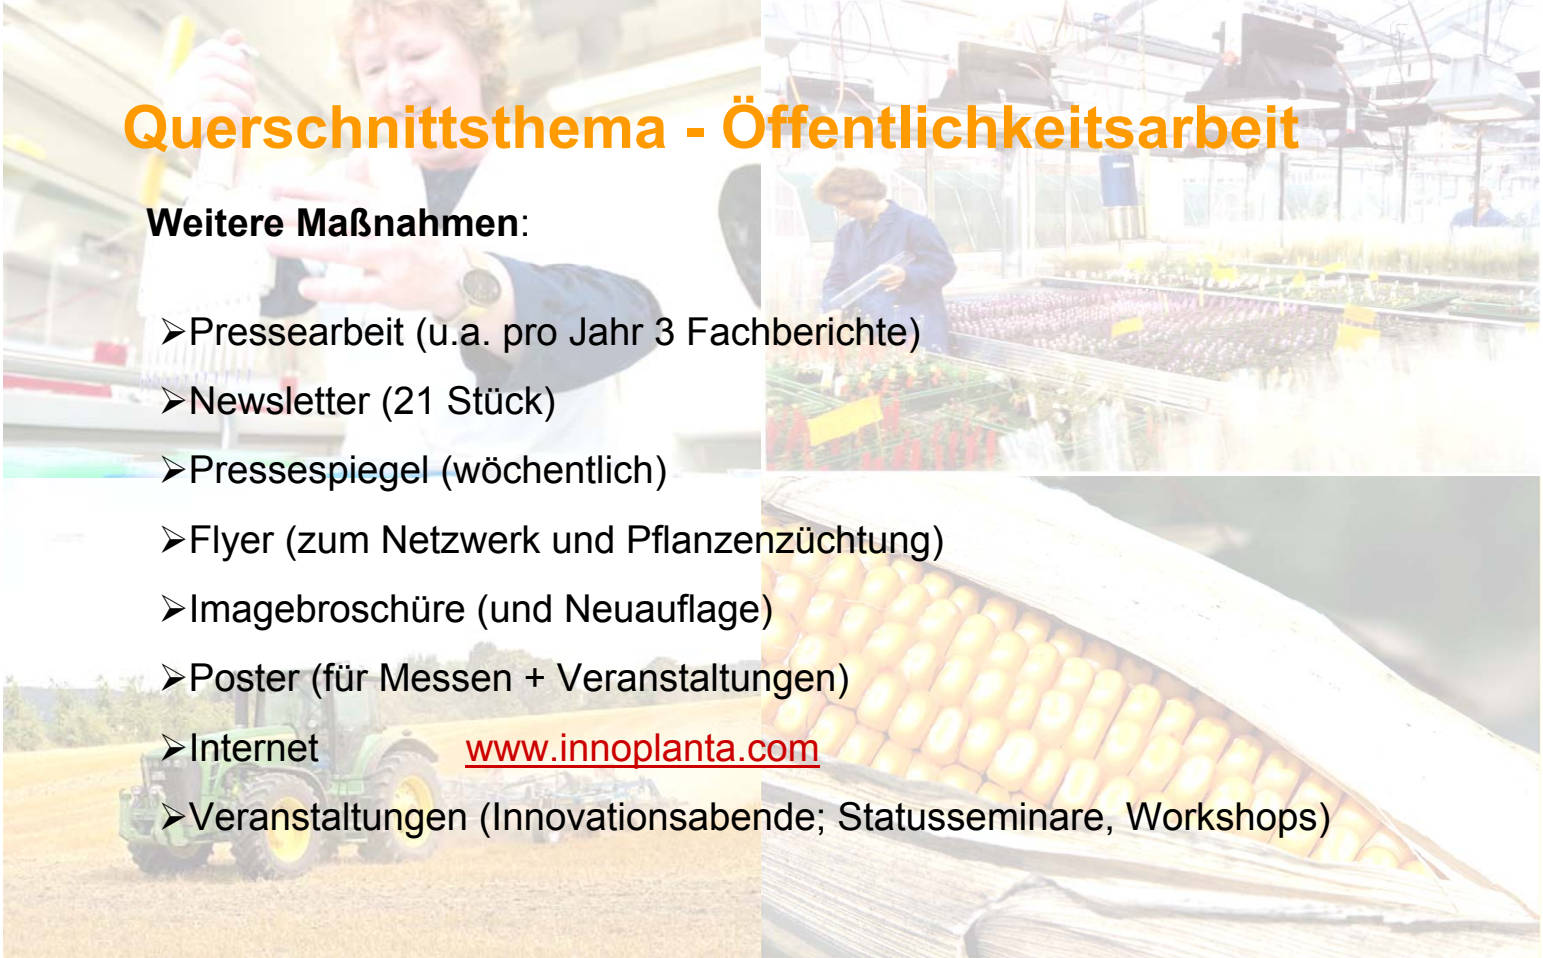 Querschnittsthema - Öffentlichkeitsarbeit
Weitere Maßnahmen:
➢Pressearbeit (u.a. pro Jahr 3 Fachberichte)
➢Newsletter (21 Stück)
➢Pressespiegel (wöchentlich)
➢Flyer (zum Netzwerk und Pflanzenzüchtung)
➢Imagebroschüre (und Neuauflage)
➢Poster (für Messen + Veranstaltungen)
➢Internet www.innoplanta.com
➢Veranstaltungen (Innovationsabende; Statusseminare, Workshops)